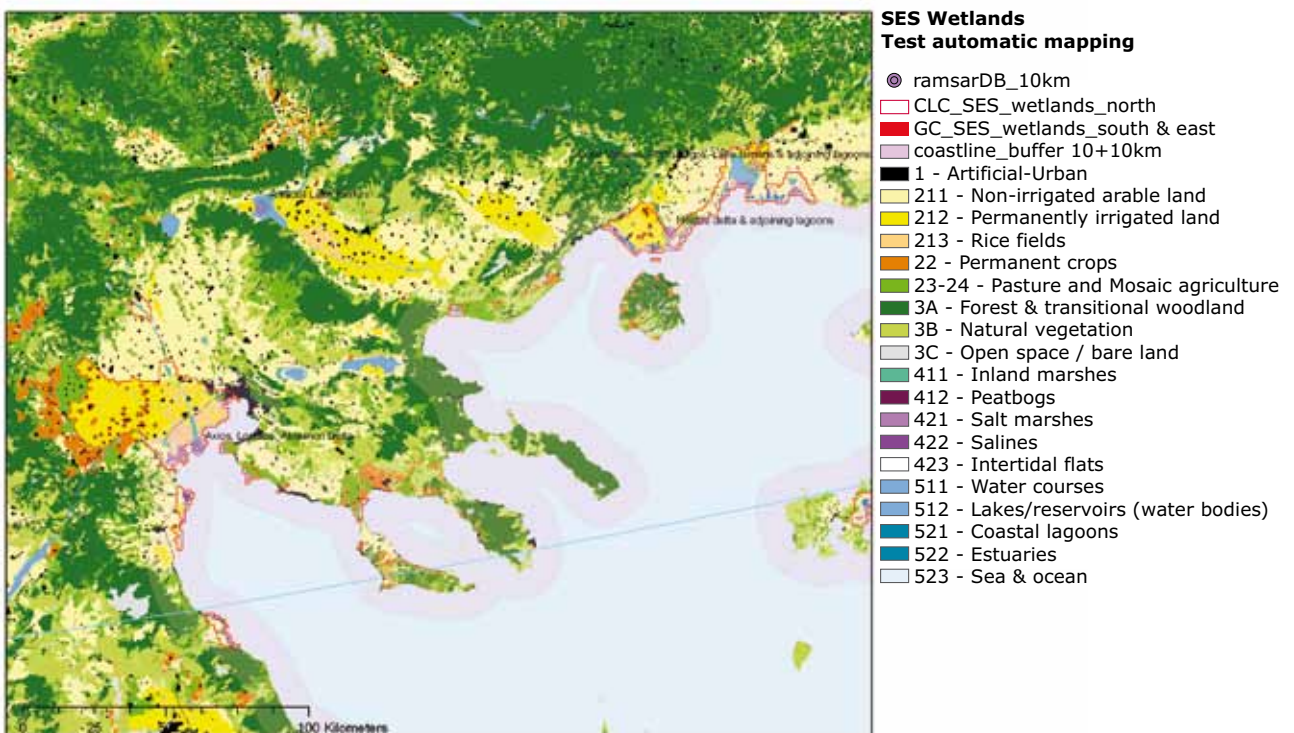 SES Wetlands
Test automatic mapping
ramsarDB_10km
CLC_SES_wetlands_north
GC_SES_wetlands_south & east
coastline_buffer 10+10km
1 - Artificial-Urban
211 - Non-irrigated arable land
212 - Permanently irrigated land
213 - Rice fields
22 - Permanent crops
23-24 - Pasture and Mosaic agriculture
3A - Forest & transitional woodland
3B - Natural vegetation
3C - Open space / bare land
411 - Inland marshes
412 - Peatbogs
421 - Salt marshes
422 - Salines
423 - Intertidal flats
511 - Water courses
512 - Lakes/reservoirs (water bodies)
521 - Coastal lagoons
522 - Estuaries
523 - Sea & ocean
& adjoining lagoons
delta & adjoining lagoons
Axios,
0 25 100 Kilometers